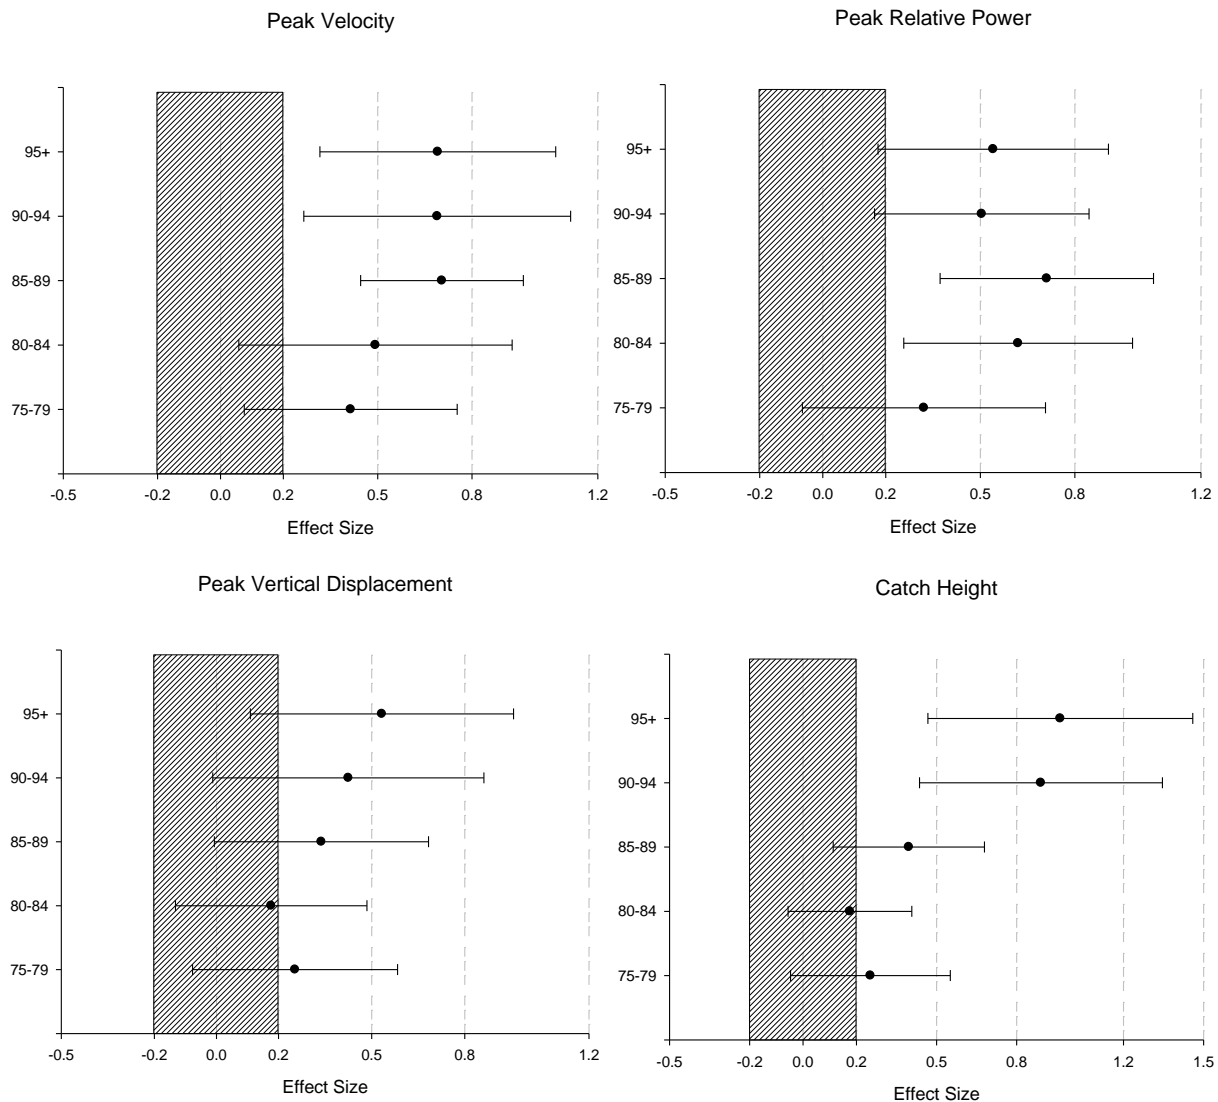 Peak Velocity
95+
90-94
85-89
80-84
75-79
-0.5 -0.2 0.0 0.2 0.5 0.8 1.2
Effect Size
Peak Relative Power
95+
90-94
85-89
80-84
75-79
-0.5 -0.2 0.0 0.2 0.5 0.8 1.2
Effect Size
Peak Vertical Displacement
95+
90-94
85-89
80-84
75-79
-0.5 -0.2 0.0 0.2 0.5 0.8 1.2
Effect Size
Catch Height
95+
90-94
85-89
80-84
75-79
-0.5 -0.2 0.0 0.2 0.5 0.8 1.2 1.5
Effect Size